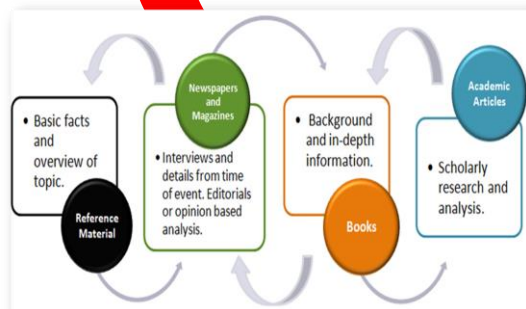 • Basic facts
and
overview of
topic.
Reference
Material
Newspapers
and
Magazines
• Interviews and
details from time
of event. Editorials
or opinion based
analysis.
• Background
and in-depth
information.
Books
Academic
Articles
• Scholarly
research and
analysis.